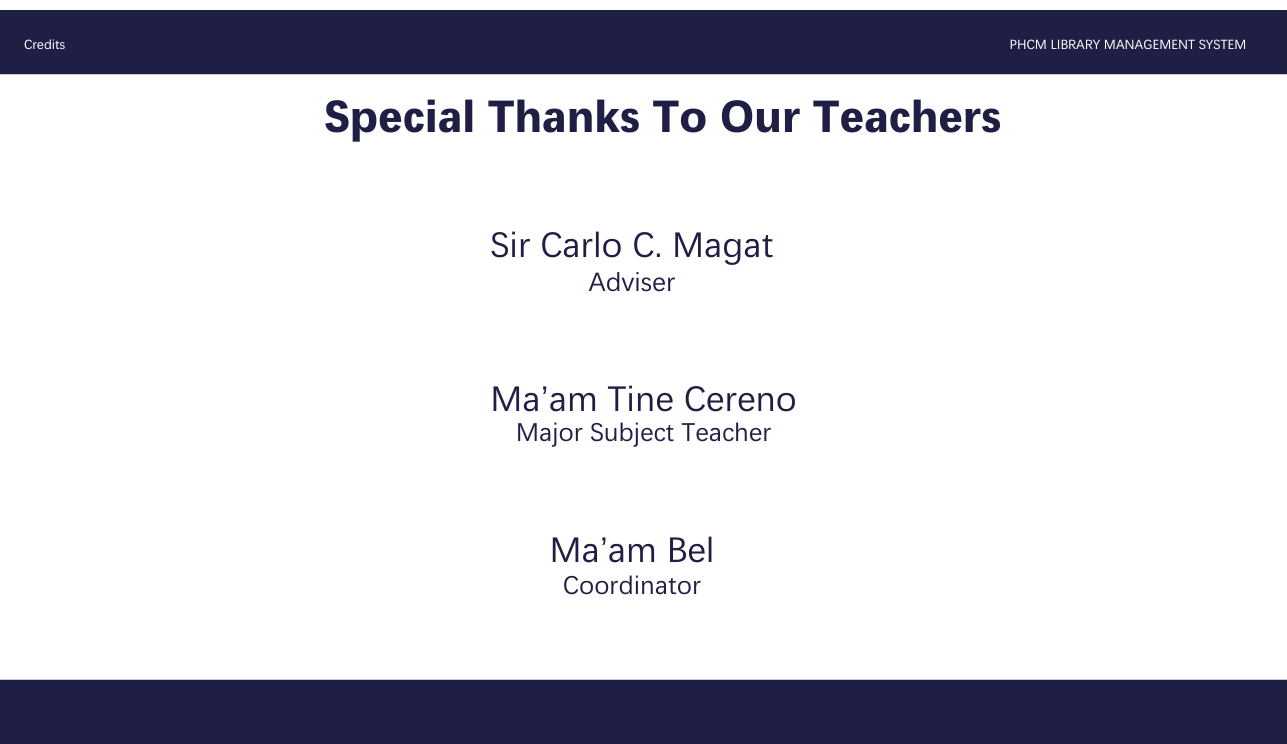 Credits
PHCM LIBRARY MANAGEMENT SYSTEM
Special Thanks To Our Teachers
Sir Carlo C. Magat
Adviser
Ma’am Tine Cereno
Major Subject Teacher
Ma’am Bel
Coordinator